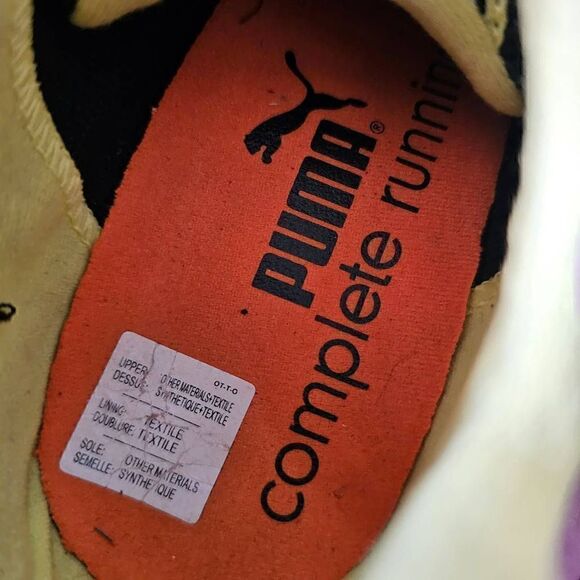 PUMA®
complete runnin
OT-T-O
UPPER: OTHER MATERIALS+TEXTILE
DESSUS: SYNTHETIQUE+TEXTILE
LINING: TEXTILE
DOUBLURE: TEXTILE
SOLE: OTHER MATERIALS
SEMELLE: SYNTHETIQUE